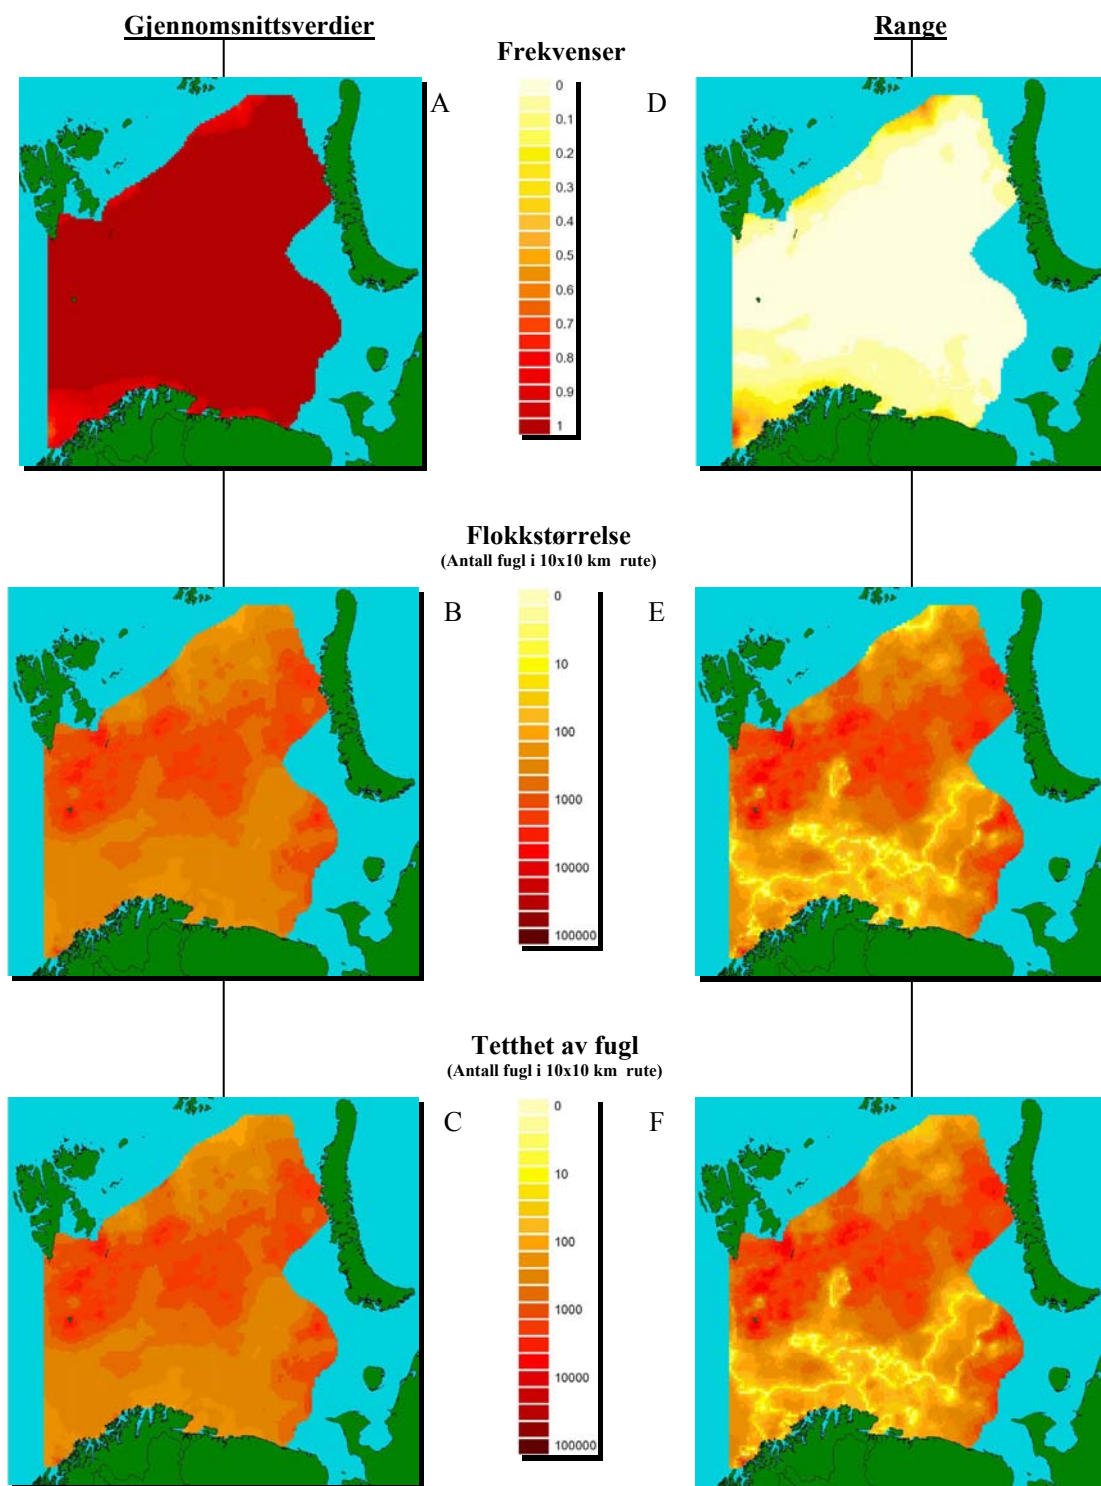 Gjennomsnittsverdier
Range
Frekvenser
A
D
0
0.1
0.2
0.3
0.4
0.5
0.6
0.7
0.8
0.9
1
Flokkstørrelse
(Antall fugl i 10x10 km rute)
B
E
0
10
100
1000
10000
100000
Tetthet av fugl
(Antall fugl i 10x10 km rute)
C
F
0
10
100
1000
10000
100000